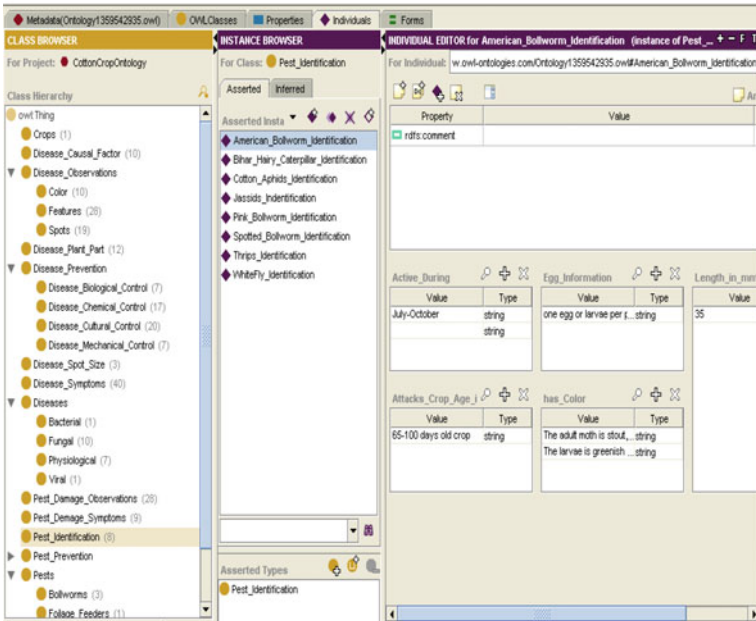 Metadata(Ontology1359542935.owl)
OWLClasses
Properties
Individuals
Forms
CLASS BROWSER
For Project: CottonCropOntology
Class Hierarchy
owl:Thing
Crops (1)
Disease_Causal_Factor (10)
Disease_Observations
Color (10)
Features (28)
Spots (19)
Disease_Plant_Part (12)
Disease_Prevention
Disease_Biological_Control (7)
Disease_Chemical_Control (17)
Disease_Cultural_Control (20)
Disease_Mechanical_Control (7)
Disease_Spot_Size (3)
Disease_Symptoms (40)
Diseases
Bacterial (1)
Fungal (10)
Physiological (7)
Viral (1)
Pest_Damage_Observations (28)
Pest_Demage_Symptoms (9)
Pest_Identification (8)
Pest_Prevention
Pests
Bollworms (3)
Foliage_Feeders (1)
INSTANCE BROWSER
For Class: Pest_Identification
Asserted
Inferred
Asserted Insta
American_Bollworm_Identification
Bihar_Hairy_Caterpillar_Identification
Cotton_Aphids_Identification
Jassids_Indentification
Pink_Bollworm_Identification
Spotted_Bollworm_Identification
Thrips_Identification
WhiteFly_Identification
Asserted Types
Pest_Identification
INDIVIDUAL EDITOR for American_Bollworm_Identification (instance of Pest_... + - F T
For Individual: w.owl-ontologies.com/Ontology1359542935.owl#American_Bollworm_Identification
Property Value
rdfs:comment
Active_During
Value Type
July-October string
string
Egg_Information
Value Type
one egg or larvae per p... string
Length_in_mm
Value
35
Attacks_Crop_Age_i
Value Type
65-100 days old crop string
has_Color
Value Type
The adult moth is stout, ... string
The larvae is greenish ... string